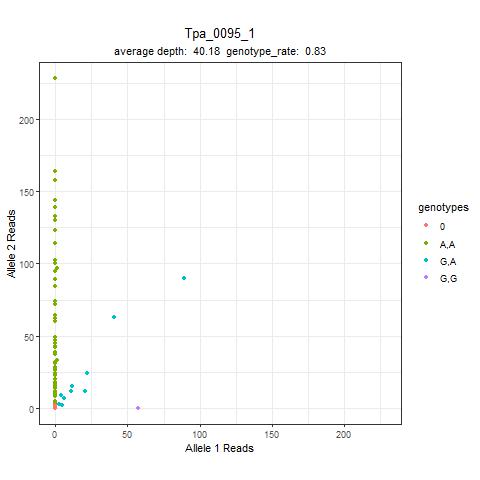 Tpa_0095_1
average depth:  40.18  genotype_rate:  0.83
Allele 2 Reads
200
150
100
50
0
0 50 100 150 200
Allele 1 Reads
genotypes
0
A,A
G,A
G,G